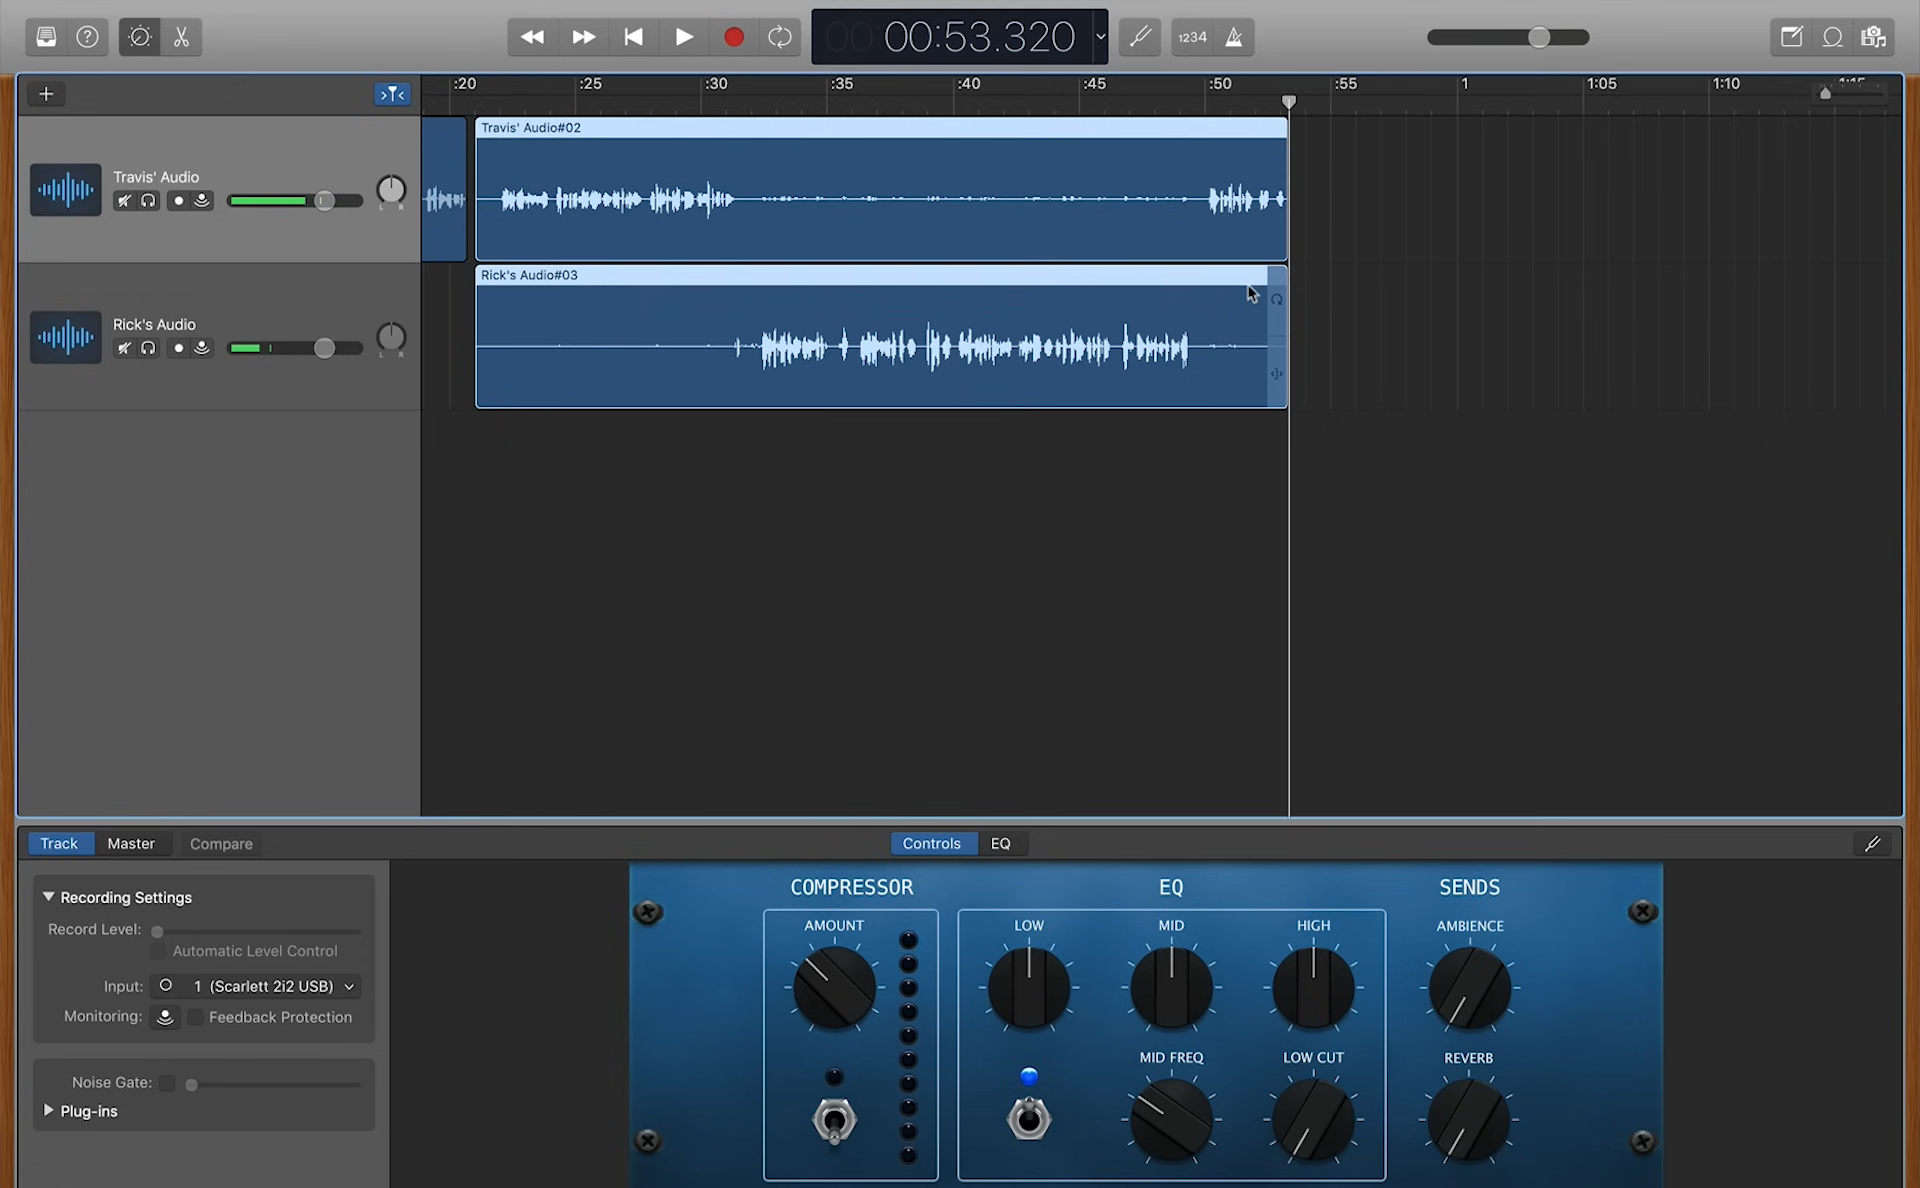 00:53.320
1234
:20 :25 :30 :35 :40 :45 :50 :55 1 1:05 1:10 1:15
Travis' Audio
L R
Travis' Audio#02
Rick's Audio
L R
Rick's Audio#03
Track Master Compare
Controls EQ
Recording Settings
Record Level:
Automatic Level Control
Input: 1 (Scarlett 2i2 USB)
Monitoring: Feedback Protection
Noise Gate:
Plug-ins
COMPRESSOR EQ SENDS
AMOUNT LOW MID HIGH AMBIENCE
MID FREQ LOW CUT REVERB